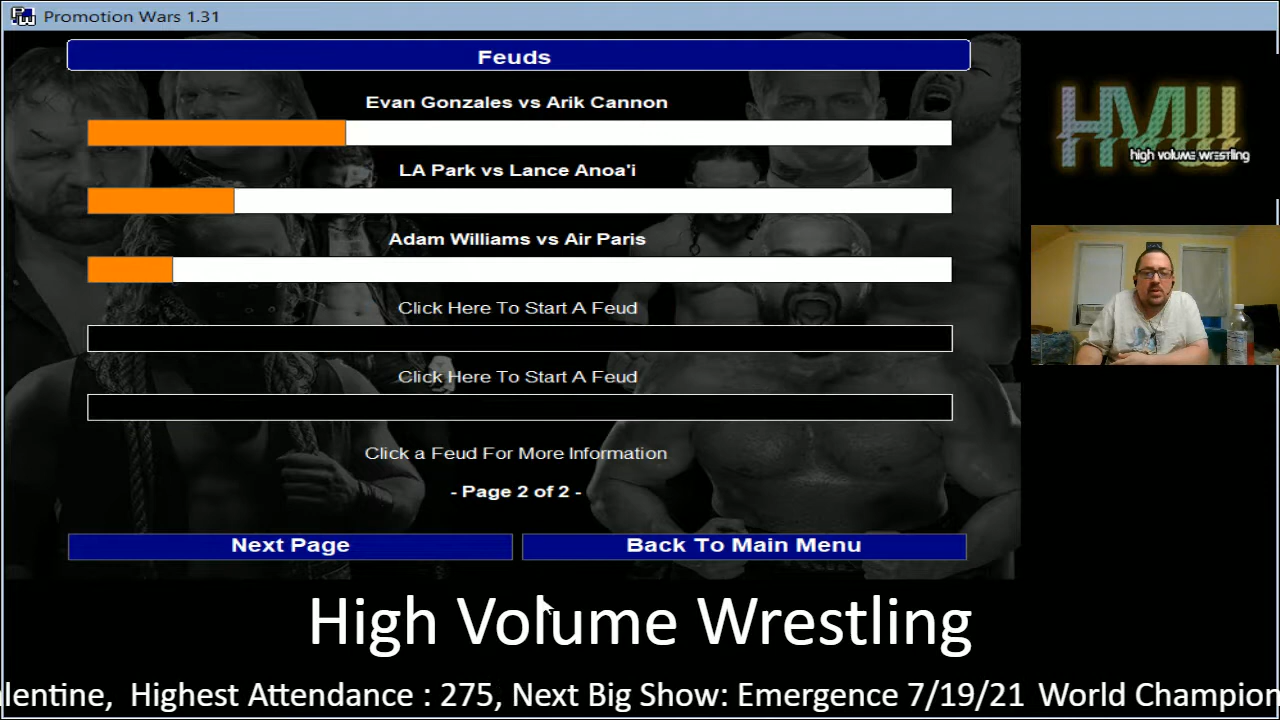 Promotion Wars 1.31
Feuds
Evan Gonzales vs Arik Cannon
LA Park vs Lance Anoa'i
Adam Williams vs Air Paris
Click Here To Start A Feud
Click Here To Start A Feud
Click a Feud For More Information
- Page 2 of 2 -
Next Page
Back To Main Menu
HVW
high volume wrestling
High Volume Wrestling
lentine, Highest Attendance : 275, Next Big Show: Emergence 7/19/21 World Champion